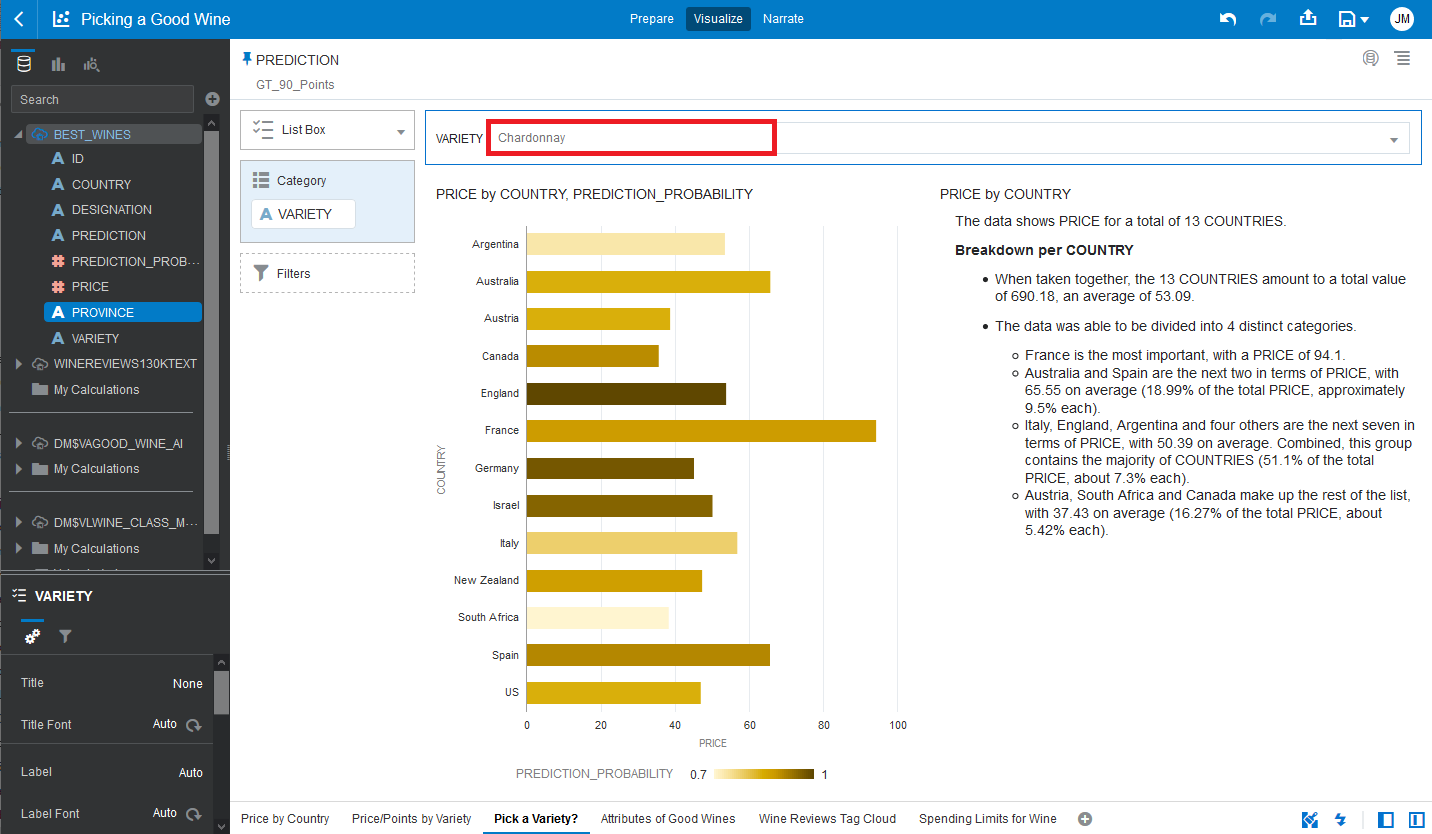 Picking a Good Wine
Prepare
Visualize
Narrate
JM
Search
BEST_WINES
ID
COUNTRY
DESIGNATION
PREDICTION
PREDICTION_PROB...
PRICE
PROVINCE
VARIETY
WINEREVIEWS130KTEXT
My Calculations
DM$VAGOOD_WINE_AI
My Calculations
DM$VLWINE_CLASS_M...
My Calculations
VARIETY
Title
None
Title Font
Auto
Label
Auto
Label Font
Auto
PREDICTION
GT_90_Points
List Box
Category
VARIETY
Filters
VARIETY
Chardonnay
PRICE by COUNTRY, PREDICTION_PROBABILITY
COUNTRY
Argentina
Australia
Austria
Canada
England
France
Germany
Israel
Italy
New Zealand
South Africa
Spain
US
0 20 40 60 80 100
PRICE
PREDICTION_PROBABILITY 0.7 1
PRICE by COUNTRY
The data shows PRICE for a total of 13 COUNTRIES.
Breakdown per COUNTRY
When taken together, the 13 COUNTRIES amount to a total value
of 690.18, an average of 53.09.
The data was able to be divided into 4 distinct categories.
France is the most important, with a PRICE of 94.1.
Australia and Spain are the next two in terms of PRICE, with
65.55 on average (18.99% of the total PRICE, approximately
9.5% each).
Italy, England, Argentina and four others are the next seven in
terms of PRICE, with 50.39 on average. Combined, this group
contains the majority of COUNTRIES (51.1% of the total
PRICE, about 7.3% each).
Austria, South Africa and Canada make up the rest of the list,
with 37.43 on average (16.27% of the total PRICE, about
5.42% each).
Price by Country
Price/Points by Variety
Pick a Variety?
Attributes of Good Wines
Wine Reviews Tag Cloud
Spending Limits for Wine